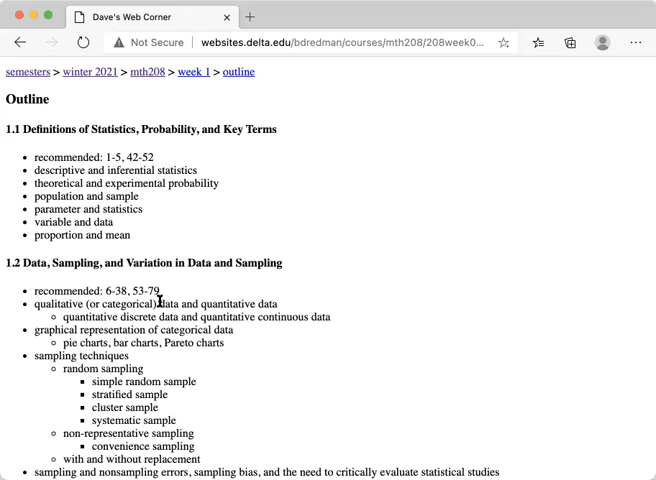 Dave's Web Corner
Not Secure | websites.delta.edu/bdredman/courses/mth208/208week0...
semesters > winter 2021 > mth208 > week 1 > outline
Outline
1.1 Definitions of Statistics, Probability, and Key Terms
recommended: 1-5, 42-52
descriptive and inferential statistics
theoretical and experimental probability
population and sample
parameter and statistics
variable and data
proportion and mean
1.2 Data, Sampling, and Variation in Data and Sampling
recommended: 6-38, 53-79
qualitative (or categorical) data and quantitative data
quantitative discrete data and quantitative continuous data
graphical representation of categorical data
pie charts, bar charts, Pareto charts
sampling techniques
random sampling
simple random sample
stratified sample
cluster sample
systematic sample
non-representative sampling
convenience sampling
with and without replacement
sampling and nonsampling errors, sampling bias, and the need to critically evaluate statistical studies